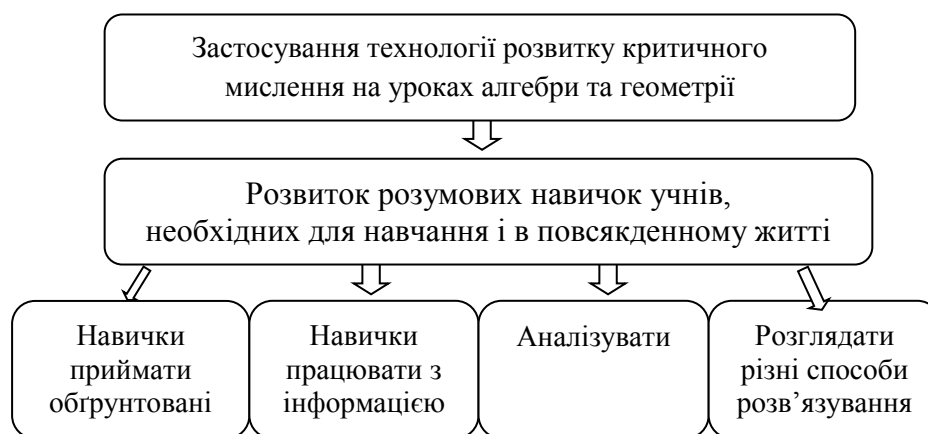 Застосування технології розвитку критичного
мислення на уроках алгебри та геометрії
Розвиток розумових навичок учнів,
необхідних для навчання і в повсякденному житті
Навички
приймати
обґрунтовані
Навички
працювати з
інформацією
Аналізувати
Розглядати
різні способи
розв’язування